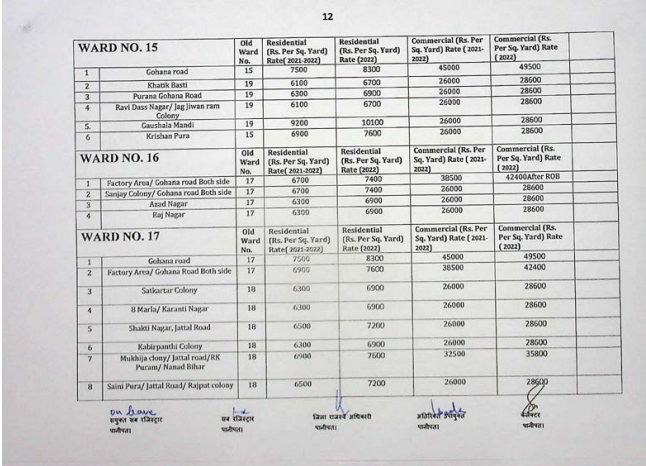 12
WARD NO. 15 Old Ward No. Residential (Rs. Per Sq. Yard) Rate( 2021-2022) Residential (Rs. Per Sq. Yard) Rate (2022) Commercial (Rs. Per Sq. Yard) Rate ( 2021-2022) Commercial (Rs. Per Sq. Yard) Rate ( 2022)
1 Gohana road 15 7500 8300 45000 49500
2 Khatik Basti 19 6100 6700 26000 28600
3 Purana Gohana Road 19 6300 6900 26000 28600
4 Ravi Dass Nagar/ Jag Jiwan ram Colony 19 6100 6700 26000 28600
5. Gaushala Mandi 19 9200 10100 26000 28600
6 Krishan Pura 15 6900 7600 26000 28600
WARD NO. 16 Old Ward No. Residential (Rs. Per Sq. Yard) Rate( 2021-2022) Residential (Rs. Per Sq. Yard) Rate (2022) Commercial (Rs. Per Sq. Yard) Rate ( 2021-2022) Commercial (Rs. Per Sq. Yard) Rate ( 2022)
1 Factory Area/ Gohana road Both side 17 6700 7400 38500 42400After ROB
2 Sanjay Colony/ Gohana road Both side 17 6700 7400 26000 28600
3 Azad Nagar 17 6300 6900 26000 28600
4 Raj Nagar 17 6300 6900 26000 28600
WARD NO. 17 Old Ward No. Residential (Rs. Per Sq. Yard) Rate( 2021-2022) Residential (Rs. Per Sq. Yard) Rate (2022) Commercial (Rs. Per Sq. Yard) Rate ( 2021-2022) Commercial (Rs. Per Sq. Yard) Rate ( 2022)
1 Gohana road 17 7500 8300 45000 49500
2 Factory Area/ Gohana Road Both side 17 6900 7600 38500 42400
3 Satkartar Colony 18 6300 6900 26000 28600
4 8 Marla/ Karanti Nagar 18 6300 6900 26000 28600
5 Shakti Nagar, Jattal Road 18 6500 7200 26000 28600
6 Kabirpanthi Colony 18 6300 6900 26000 28600
7 Mukhija clony/ Jattal road/RK Puram/ Nanad Bihar 18 6900 7600 32500 35800
8 Saini Pura/ Jattal Road/ Rajput colony 18 6500 7200 26000 28600
on leave
संयुक्त सब रजिस्ट्रार सब रजिस्ट्रार जिला राजस्व अधिकारी अतिरिक्त उपायुक्त कलैक्टर
पानीपत। पानीपत। पानीपत। पानीपत। पानीपत।